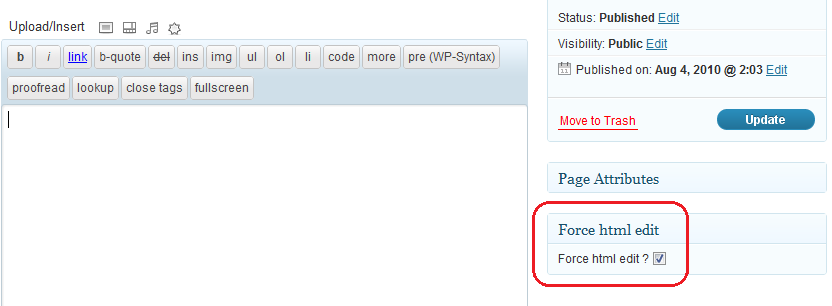 Upload/Insert
b i link b-quote del ins img ul ol li code more pre (WP-Syntax)
proofread lookup close tags fullscreen
Status: Published Edit
Visibility: Public Edit
Published on: Aug 4, 2010 @ 2:03 Edit
Move to Trash Update
Page Attributes
Force html edit
Force html edit ?